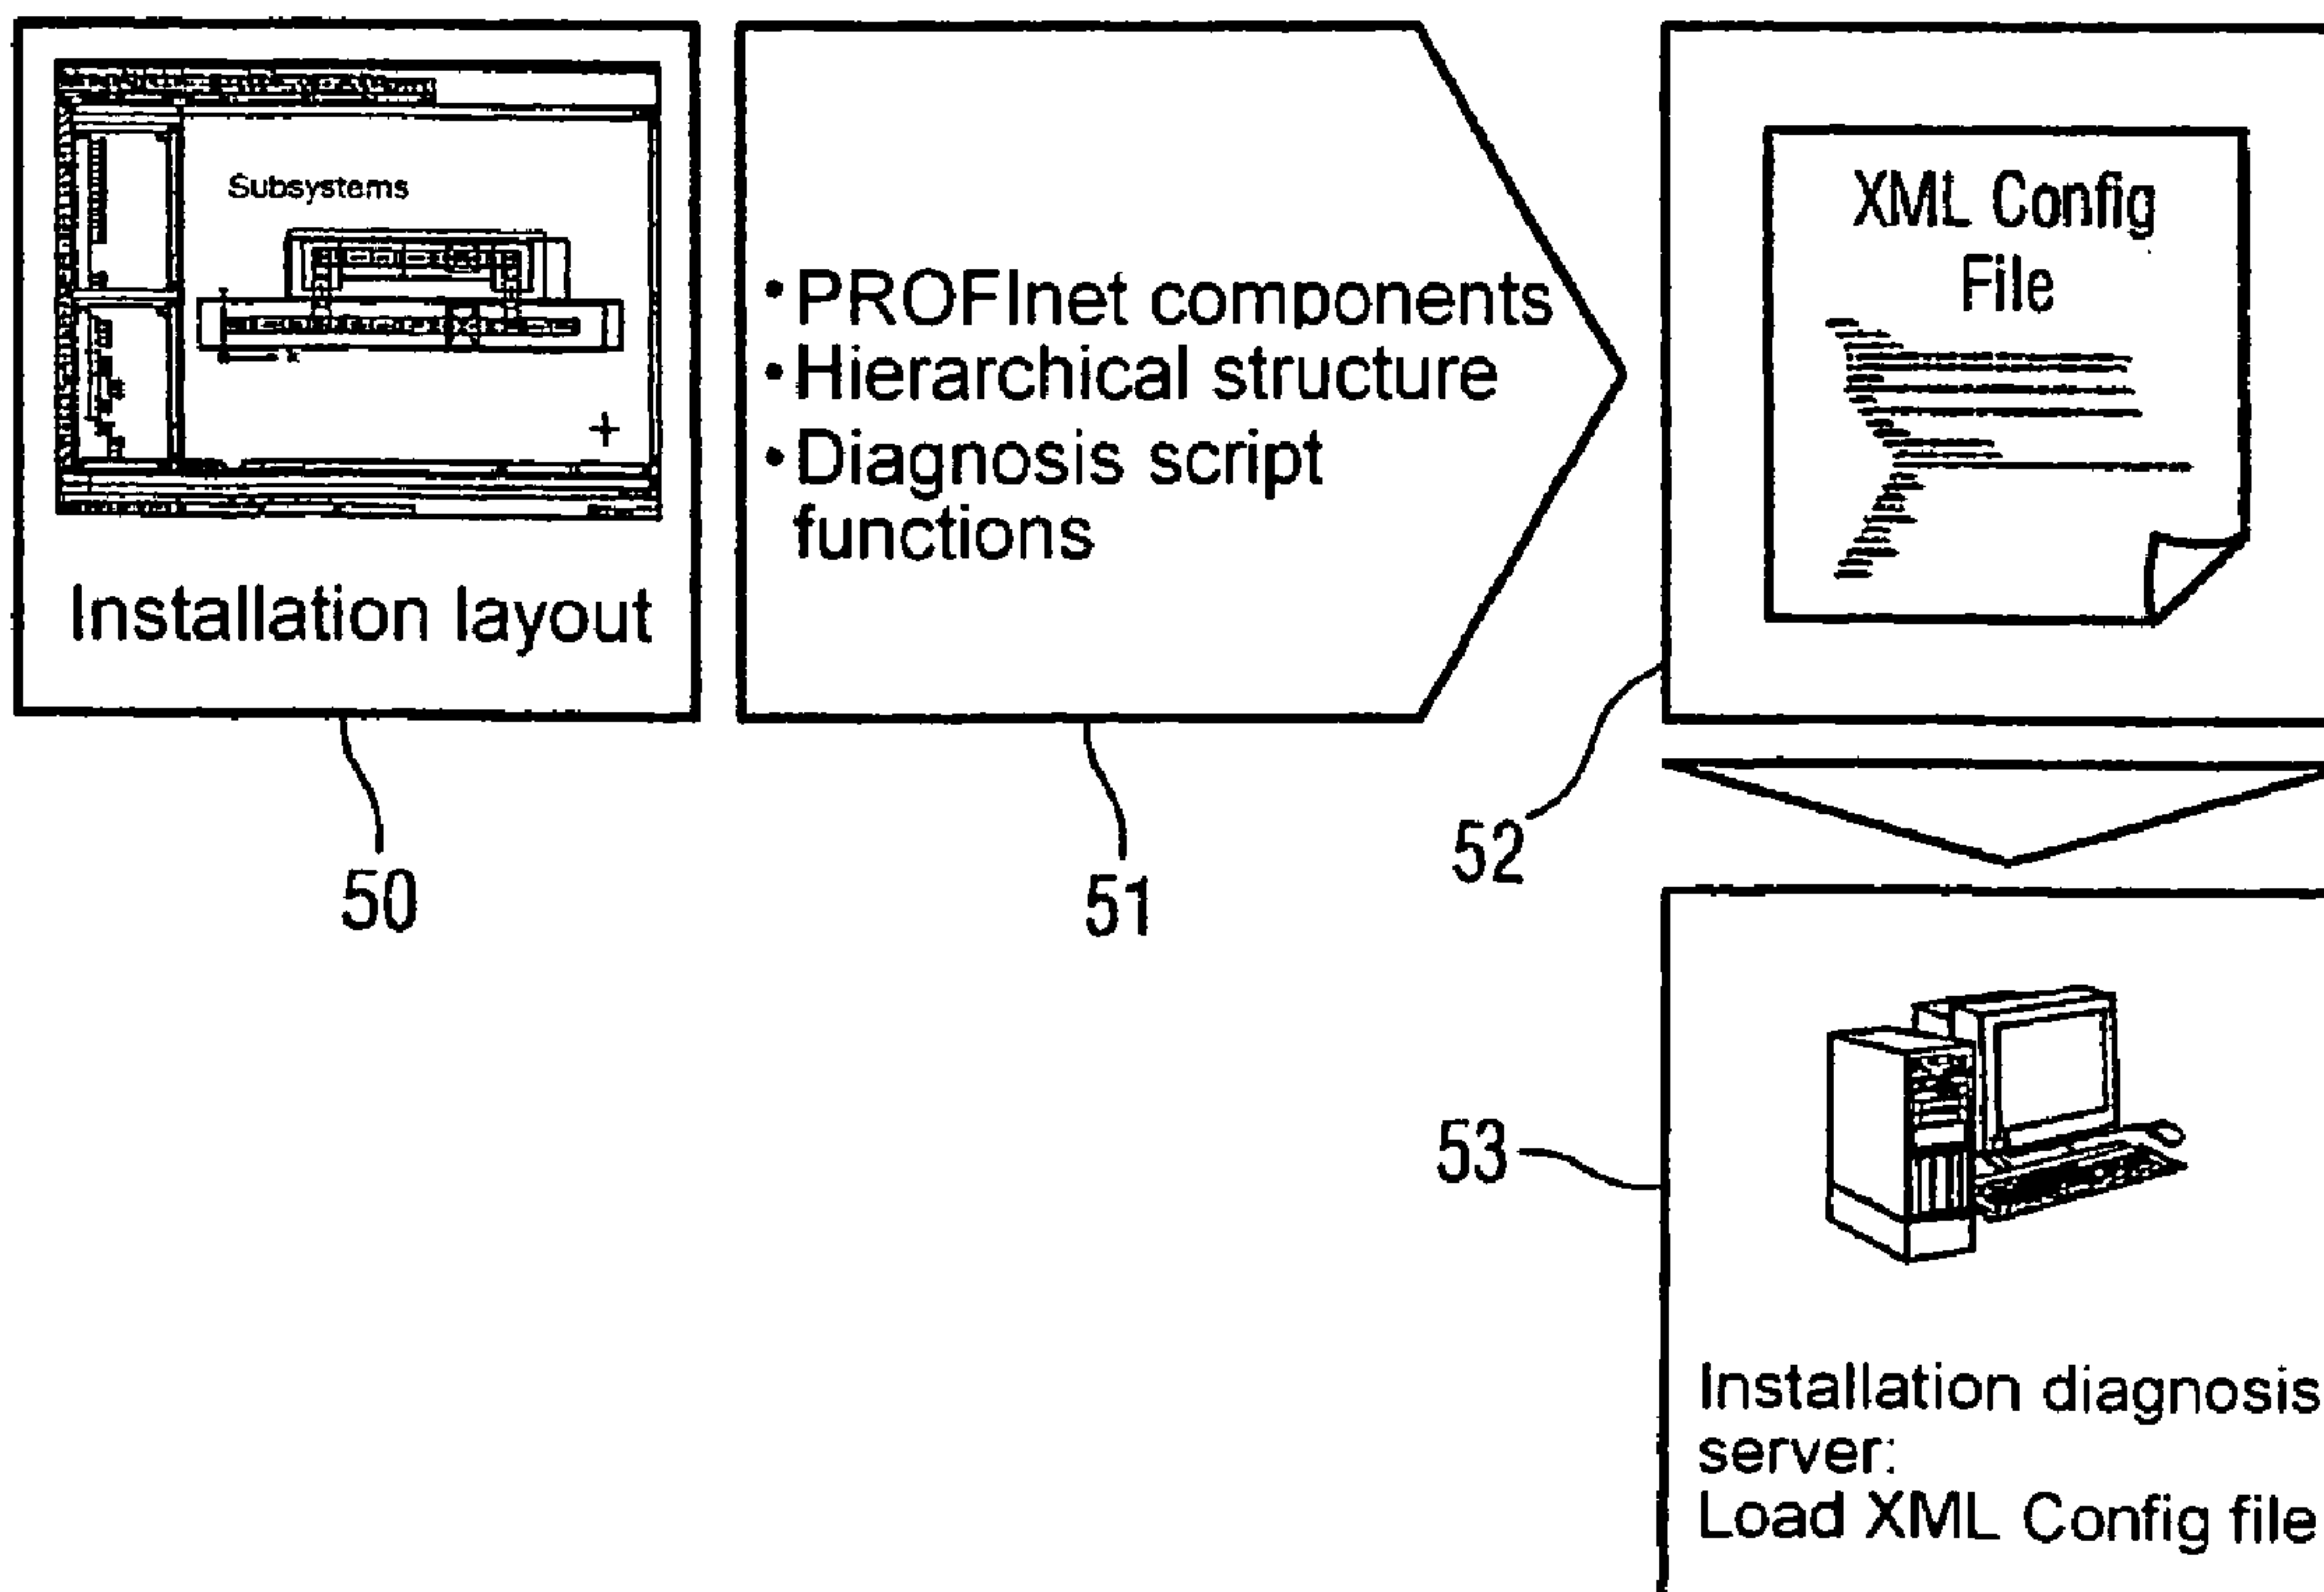 Subsystems
Installation layout
50
• PROFInet components
• Hierarchical structure
• Diagnosis script
functions
51
XML Config
File
52
53
Installation diagnosis
server:
Load XML Config file